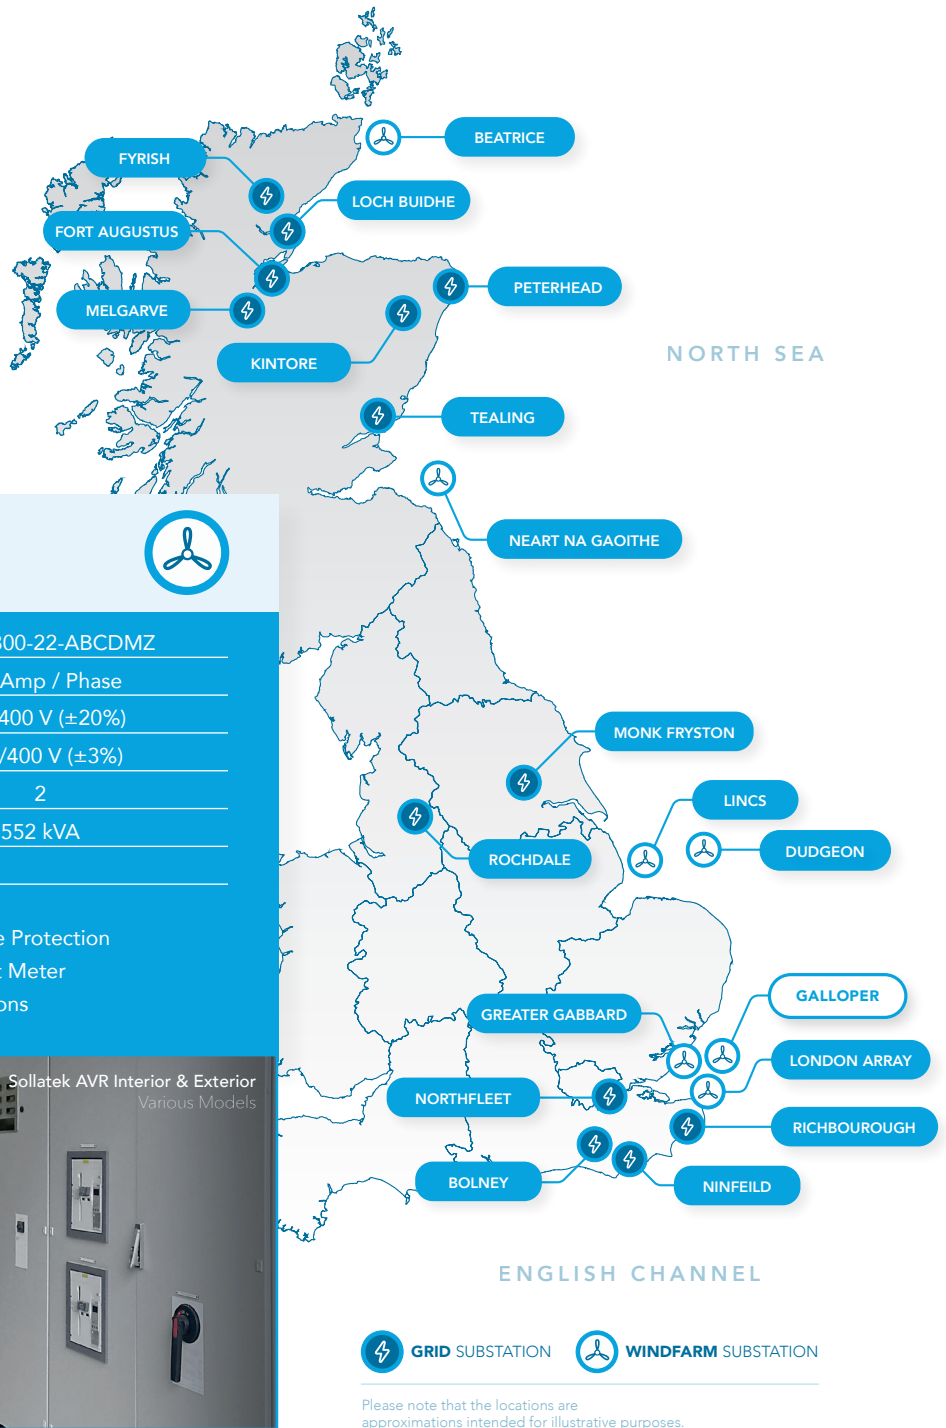 BEATRICE
FYRISH
LOCH BUIDHE
FORT AUGUSTUS
PETERHEAD
MELGARVE
KINTORE
NORTH SEA
TEALING
NEART NA GAOITHE
300-22-ABCDMZ
Amp / Phase
400 V (±20%)
/400 V (±3%)
2
552 kVA
e Protection
t Meter
ons
MONK FRYSTON
LINCS
DUDGEON
ROCHDALE
GALLOPER
GREATER GABBARD
LONDON ARRAY
NORTHFLEET
RICHBOUROUGH
BOLNEY
NINFEILD
Sollatek AVR Interior & Exterior
Various Models
ENGLISH CHANNEL
GRID SUBSTATION
WINDFARM SUBSTATION
Please note that the locations are
approximations intended for illustrative purposes.